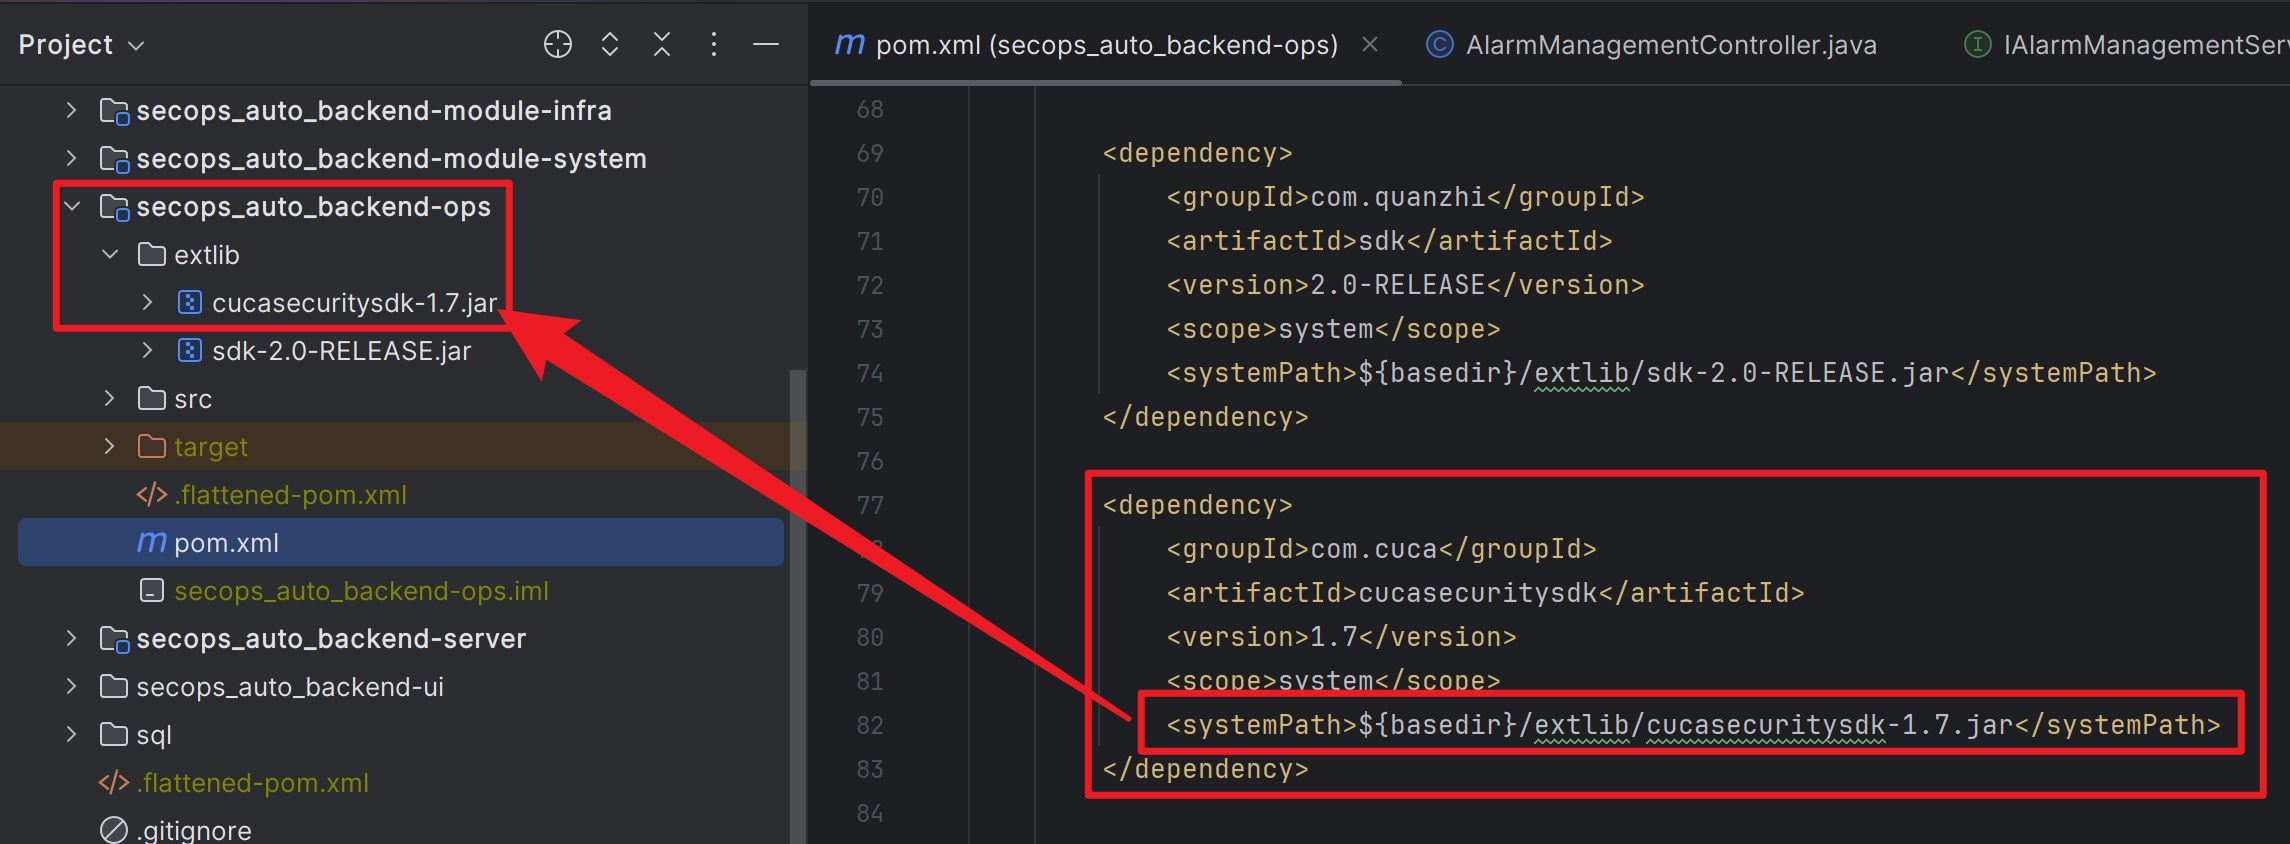 Project
secops_auto_backend-module-infra
secops_auto_backend-module-system
secops_auto_backend-ops
extlib
cucasecuritysdk-1.7.jar
sdk-2.0-RELEASE.jar
src
target
.flattened-pom.xml
pom.xml
secops_auto_backend-ops.iml
secops_auto_backend-server
secops_auto_backend-ui
sql
.flattened-pom.xml
.gitignore
pom.xml (secops_auto_backend-ops)
AlarmManagementController.java
IAlarmManagementServ
68
69 <dependency>
70 <groupId>com.quanzhi</groupId>
71 <artifactId>sdk</artifactId>
72 <version>2.0-RELEASE</version>
73 <scope>system</scope>
74 <systemPath>${basedir}/extlib/sdk-2.0-RELEASE.jar</systemPath>
75 </dependency>
76
77 <dependency>
<groupId>com.cuca</groupId>
79 <artifactId>cucasecuritysdk</artifactId>
80 <version>1.7</version>
81 <scope>system</scope>
82 <systemPath>${basedir}/extlib/cucasecuritysdk-1.7.jar</systemPath>
83 </dependency>
84